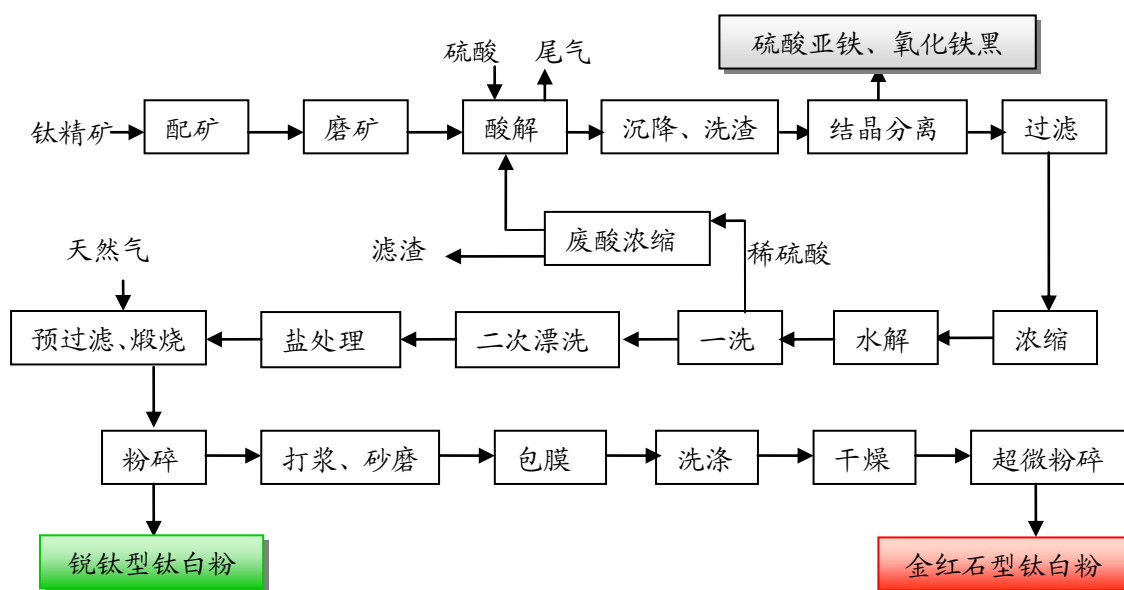 硫酸亚铁、氧化铁黑
硫酸
尾气
钛精矿
配矿
磨矿
酸解
沉降、洗渣
结晶分离
过滤
滤渣
废酸浓缩
稀硫酸
天然气
预过滤、煅烧
盐处理
二次漂洗
一洗
水解
浓缩
粉碎
打浆、砂磨
包膜
洗涤
干燥
超微粉碎
锐钛型钛白粉
金红石型钛白粉